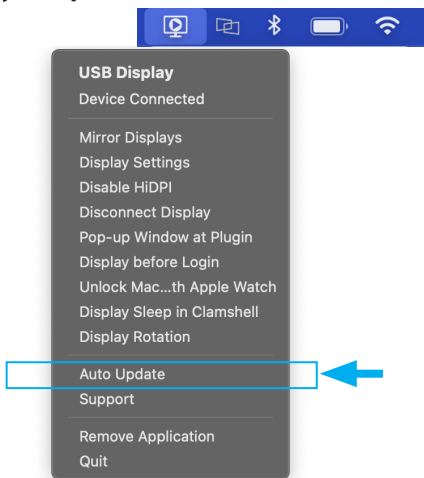 USB Display
Device Connected
Mirror Displays
Display Settings
Disable HiDPI
Disconnect Display
Pop-up Window at Plugin
Display before Login
Unlock Mac...th Apple Watch
Display Sleep in Clamshell
Display Rotation
Auto Update
Support
Remove Application
Quit